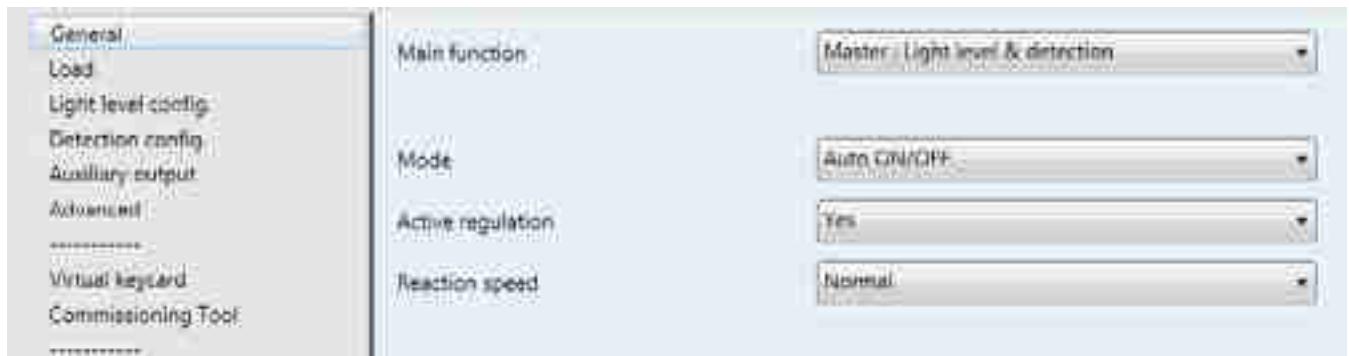 General
Load
Light level config.
Detection config.
Auxiliary output
Advanced
-----------
Virtual keycard
Commissioning Tool
-----------
Main function
Master : Light level & detection
Mode
Auto ON/OFF
Active regulation
Yes
Reaction speed
Normal